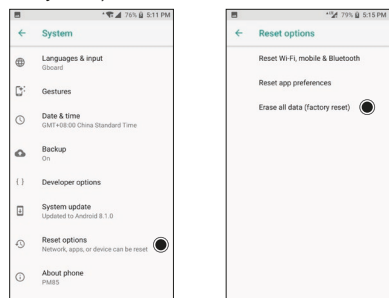 76% 5:11 PM
← System
Languages & input
Gboard
Gestures
Date & time
GMT+08:00 China Standard Time
Backup
On
{ } Developer options
System update
Updated to Android 8.1.0
Reset options
Network, apps, or device can be reset
About phone
PM85
79% 5:15 PM
← Reset options
Reset Wi-Fi, mobile & Bluetooth
Reset app preferences
Erase all data (factory reset)